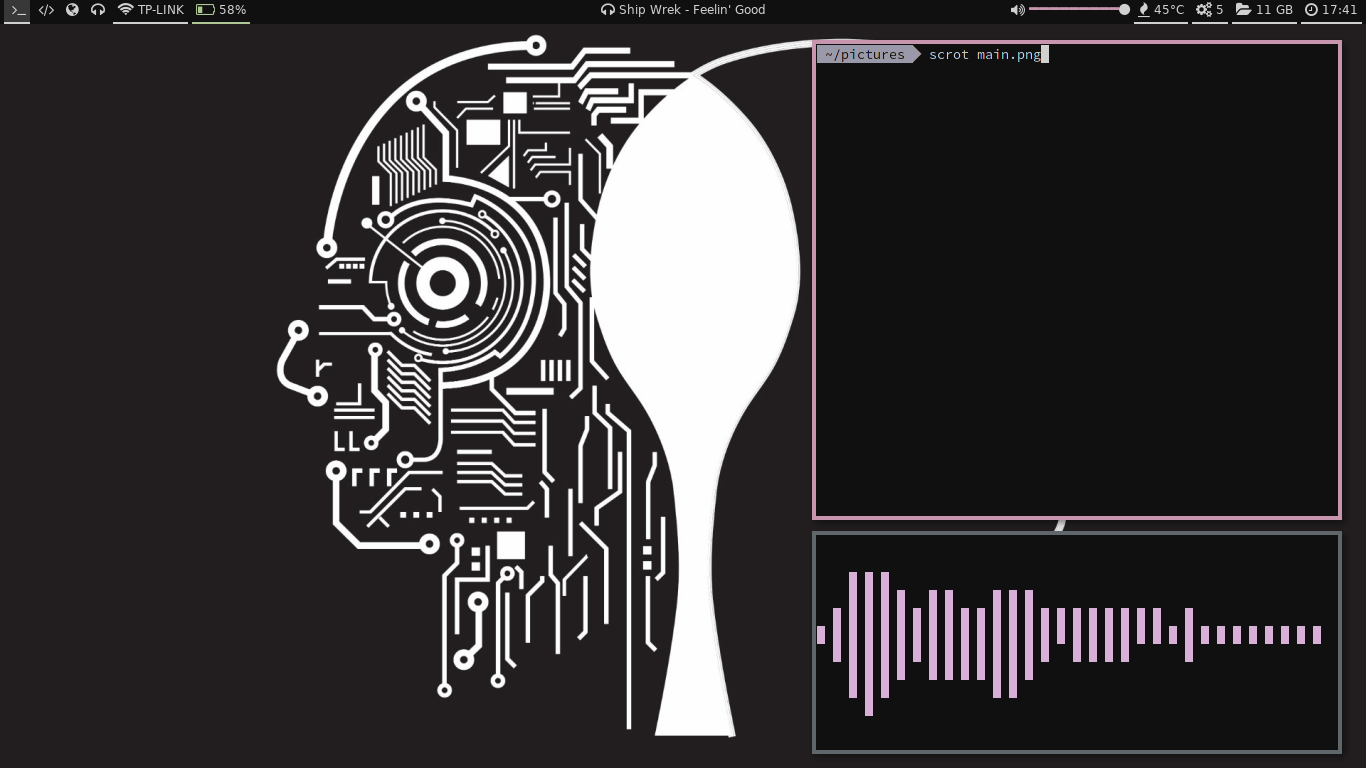 >_ </> TP-LINK 58% Ship Wrek - Feelin' Good 45°C 5 11 GB 17:41
~/pictures scrot main.png